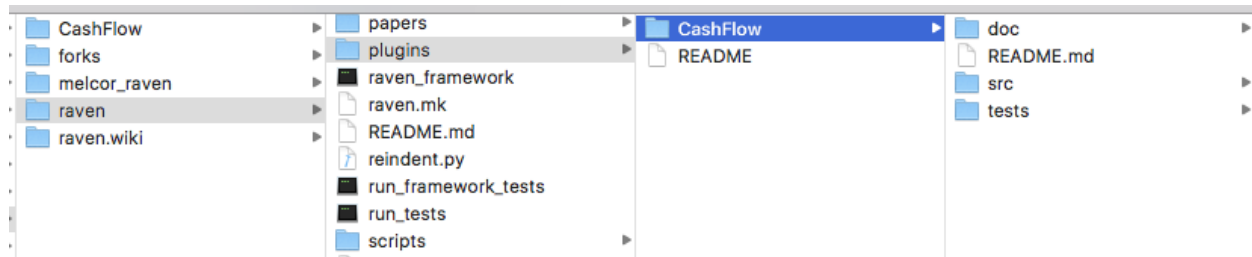 CashFlow
forks
melcor_raven
raven
raven.wiki
papers
plugins
raven_framework
raven.mk
README.md
reindent.py
run_framework_tests
run_tests
scripts
CashFlow
README
doc
README.md
src
tests